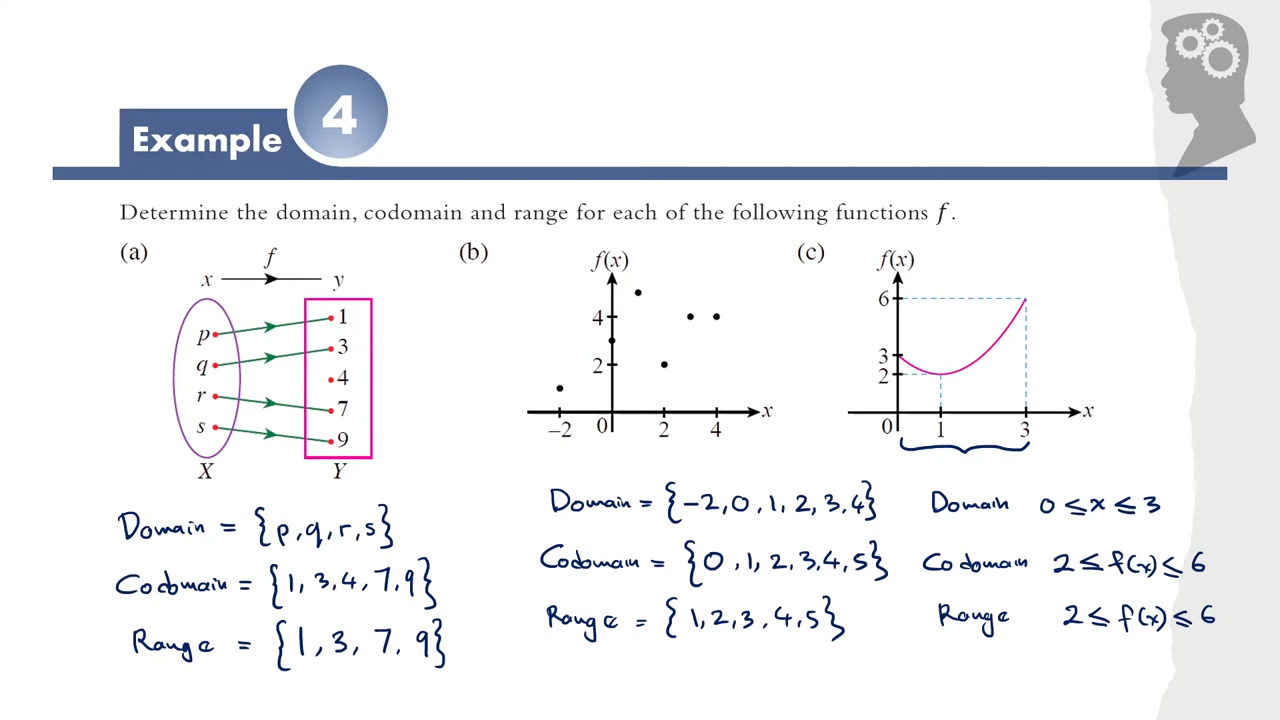 Example 4
Determine the domain, codomain and range for each of the following functions f.
(a)
f
x y
p
q
r
s
1
3
4
7
9
X Y
Domain = {p, q, r, s}
Codomain = {1, 3, 4, 7, 9}
Range = {1, 3, 7, 9}
(b)
f(x)
4
2
–2 0 2 4 x
Domain = {-2, 0, 1, 2, 3, 4}
Codomain = {0, 1, 2, 3, 4, 5}
Range = {1, 2, 3, 4, 5}
(c)
f(x)
6
3
2
0 1 3 x
Domain 0 ≤ x ≤ 3
Codomain 2 ≤ f(x) ≤ 6
Range 2 ≤ f(x) ≤ 6